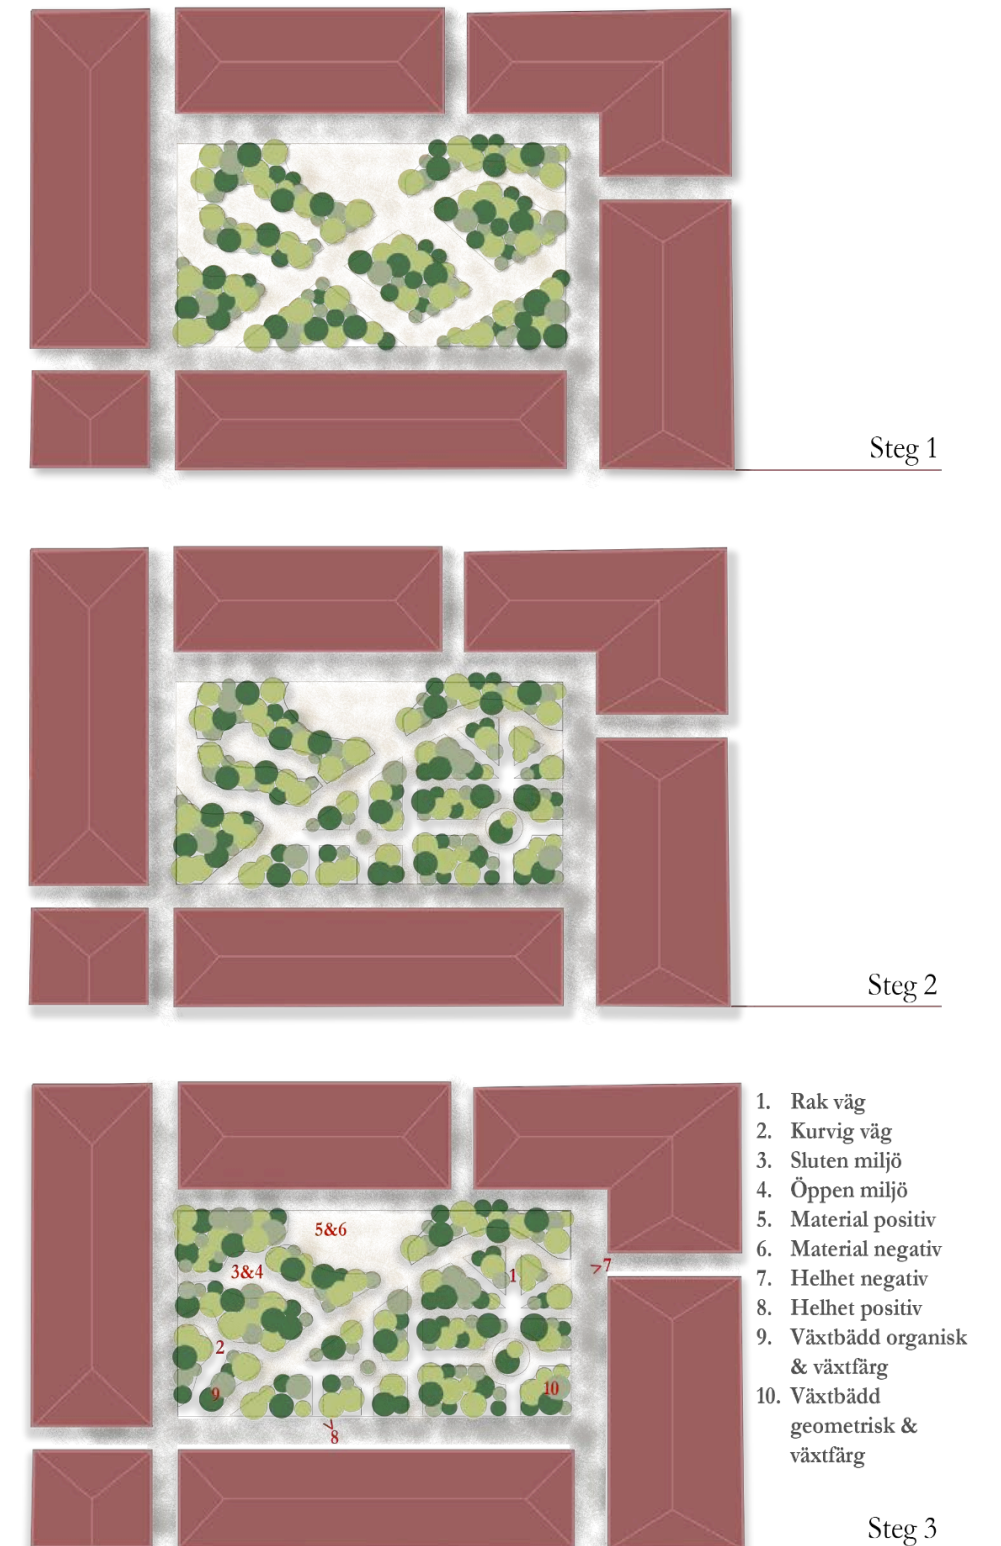 Steg 1
Steg 2
1. Rak väg
2. Kurvig väg
3. Sluten miljö
4. Öppen miljö
5. Material positiv
6. Material negativ
7. Helhet negativ
8. Helhet positiv
9. Växtbädd organisk
& växtfärg
10. Växtbädd
geometrisk &
växtfärg
5&6
3&4
1
>7
2
9
10
>
8
Steg 3